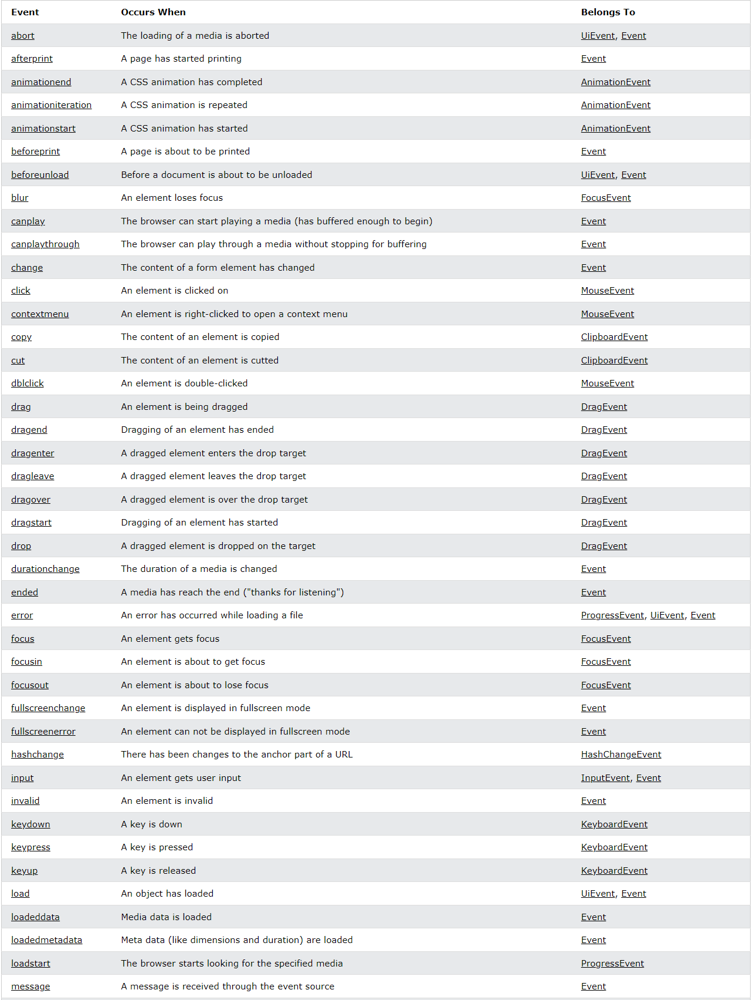 Event Occurs When Belongs To
abort The loading of a media is aborted UiEvent, Event
afterprint A page has started printing Event
animationend A CSS animation has completed AnimationEvent
animationiteration A CSS animation is repeated AnimationEvent
animationstart A CSS animation has started AnimationEvent
beforeprint A page is about to be printed Event
beforeunload Before a document is about to be unloaded UiEvent, Event
blur An element loses focus FocusEvent
canplay The browser can start playing a media (has buffered enough to begin) Event
canplaythrough The browser can play through a media without stopping for buffering Event
change The content of a form element has changed Event
click An element is clicked on MouseEvent
contextmenu An element is right-clicked to open a context menu MouseEvent
copy The content of an element is copied ClipboardEvent
cut The content of an element is cutted ClipboardEvent
dblclick An element is double-clicked MouseEvent
drag An element is being dragged DragEvent
dragend Dragging of an element has ended DragEvent
dragenter A dragged element enters the drop target DragEvent
dragleave A dragged element leaves the drop target DragEvent
dragover A dragged element is over the drop target DragEvent
dragstart Dragging of an element has started DragEvent
drop A dragged element is dropped on the target DragEvent
durationchange The duration of a media is changed Event
ended A media has reach the end ("thanks for listening") Event
error An error has occurred while loading a file ProgressEvent, UiEvent, Event
focus An element gets focus FocusEvent
focusin An element is about to get focus FocusEvent
focusout An element is about to lose focus FocusEvent
fullscreenchange An element is displayed in fullscreen mode Event
fullscreenerror An element can not be displayed in fullscreen mode Event
hashchange There has been changes to the anchor part of a URL HashChangeEvent
input An element gets user input InputEvent, Event
invalid An element is invalid Event
keydown A key is down KeyboardEvent
keypress A key is pressed KeyboardEvent
keyup A key is released KeyboardEvent
load An object has loaded UiEvent, Event
loadeddata Media data is loaded Event
loadedmetadata Meta data (like dimensions and duration) are loaded Event
loadstart The browser starts looking for the specified media ProgressEvent
message A message is received through the event source Event